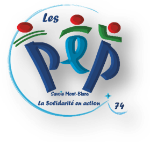 Les
pep
Savoie Mont-Blanc
La Solidarité en action
74